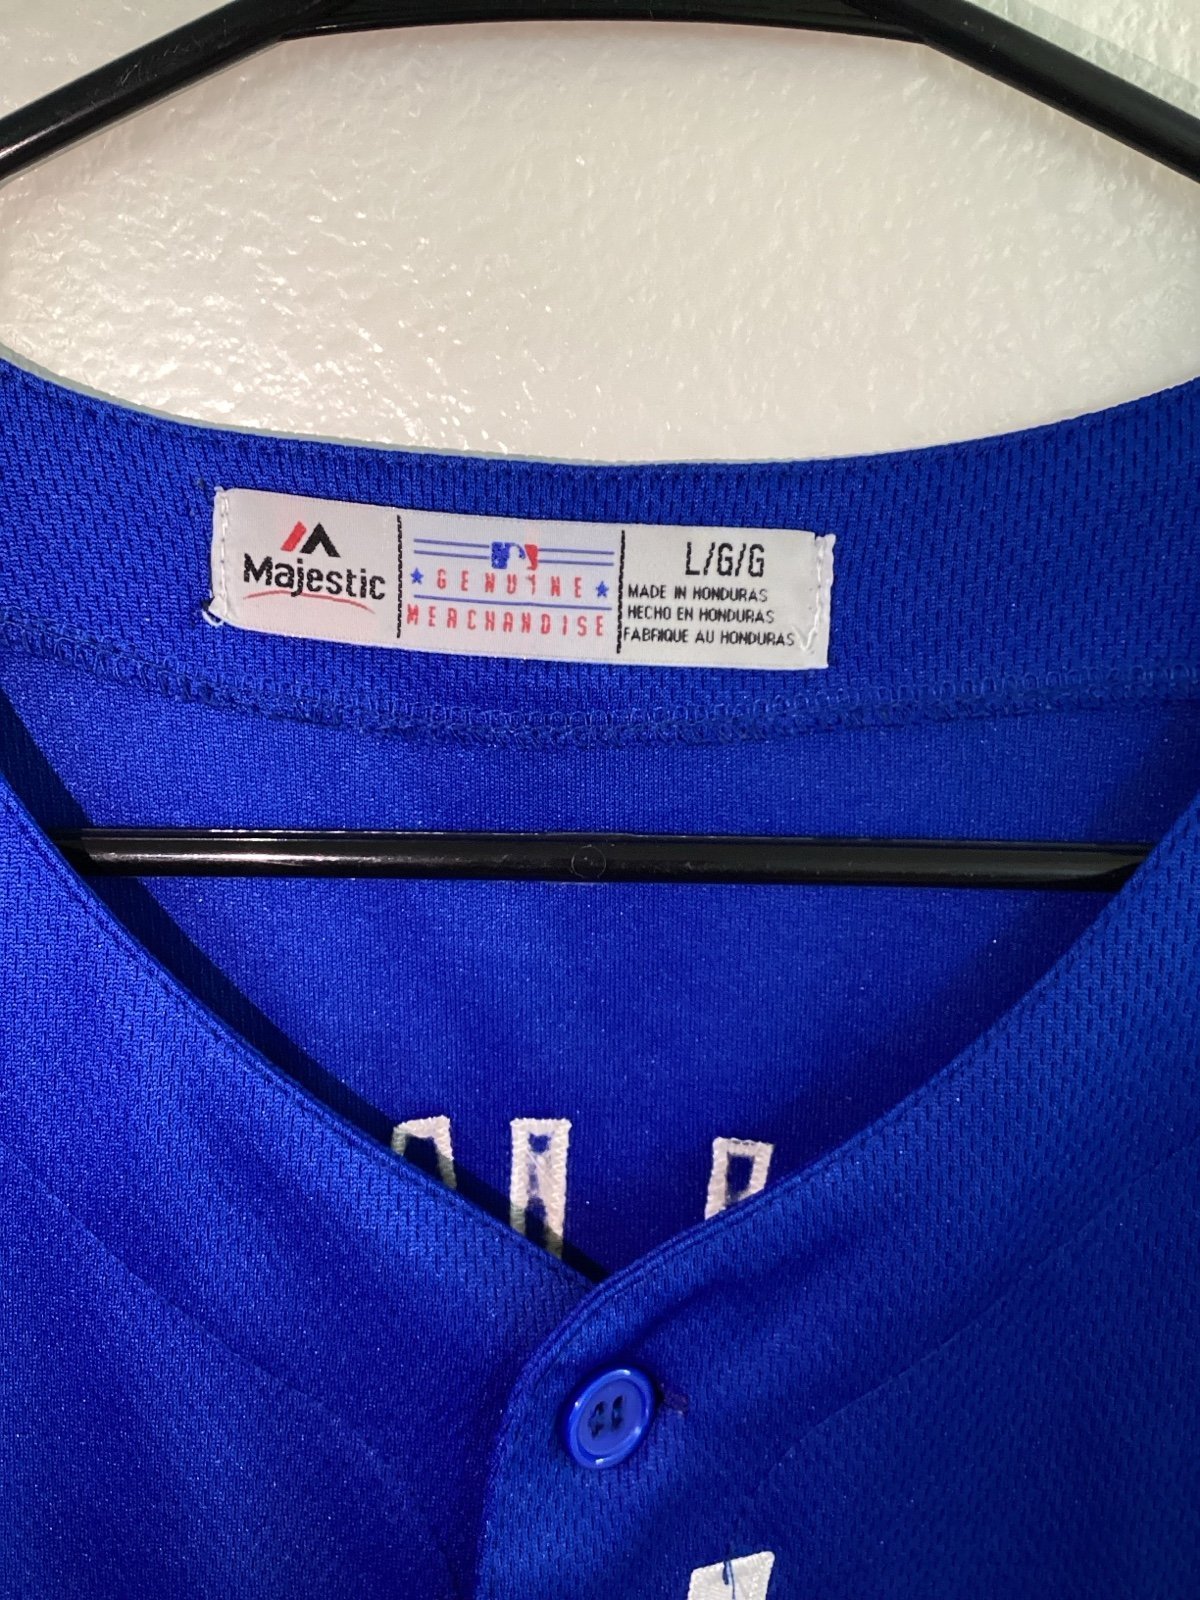 Majestic
GENUINE
MERCHANDISE
L/G/G
MADE IN HONDURAS
HECHO EN HONDURAS
FABRIQUE AU HONDURAS